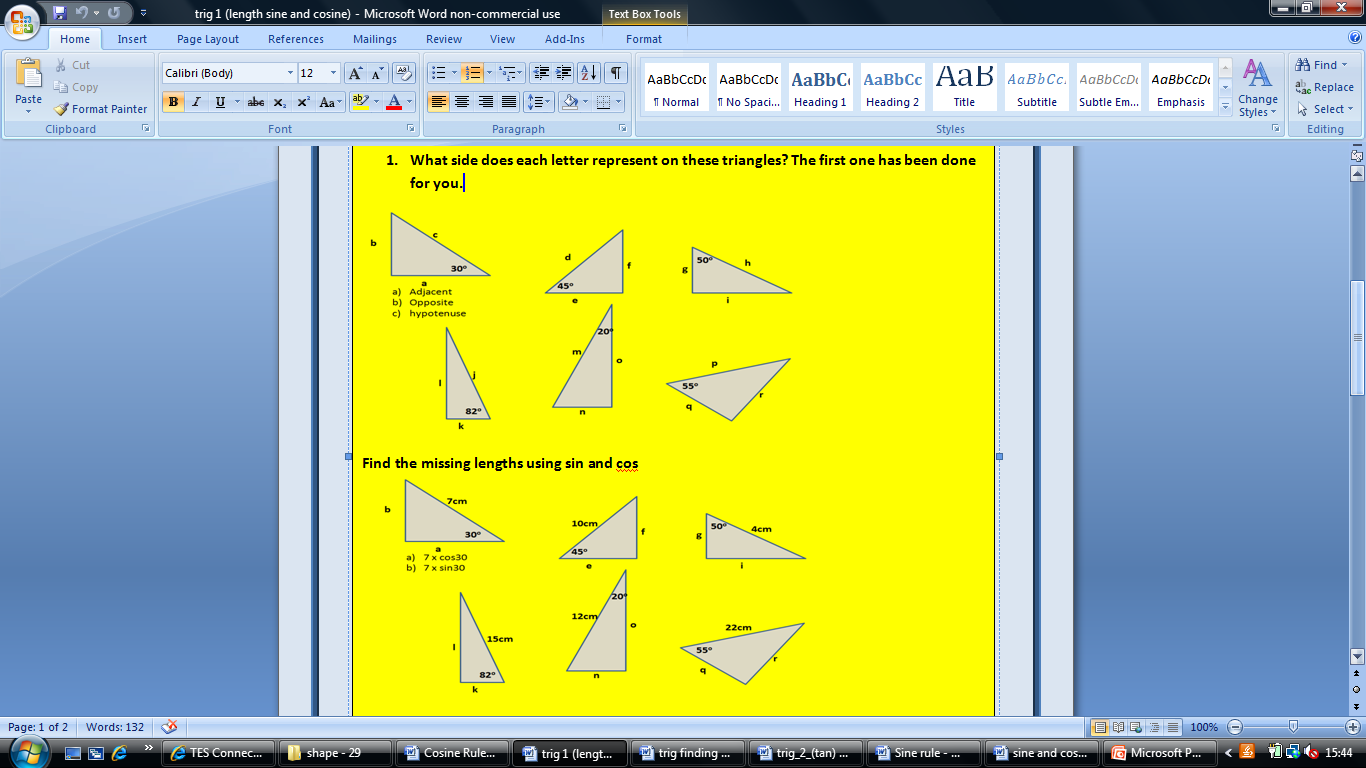 trig 1 (length sine and cosine) - Microsoft Word non-commercial use
Text Box Tools
Home Insert Page Layout References Mailings Review View Add-Ins Format
Paste
Cut
Copy
Format Painter
Clipboard
Calibri (Body) 12
B I U abc x₂ x² Aa
Font
Paragraph
AaBbCcDc AaBbCcDc AaBbC AaBbCc AaB AaBbCc. AaBbCcDc AaBbCcDc
¶ Normal ¶ No Spaci... Heading 1 Heading 2 Title Subtitle Subtle Em... Emphasis
Change Styles
Styles
Find
Replace
Select
Editing
1. What side does each letter represent on these triangles? The first one has been done
for you.
b c 30° a
a) Adjacent
b) Opposite
c) hypotenuse
d f 45° e
g 50° h i
l j 82° k
m 20° o n
p 55° q r
Find the missing lengths using sin and cos
b 7cm 30° a
a) 7 x cos30
b) 7 x sin30
10cm f 45° e
g 50° 4cm i
l 15cm 82° k
12cm 20° o n
22cm 55° q r
Page: 1 of 2 Words: 132 100%
TES Connec... shape - 29 Cosine Rule... trig 1 (lengt... trig finding ... trig_2_(tan) ... Sine rule - ... sine and cos... Microsoft P... 15:44